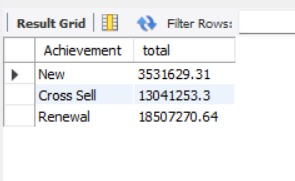 Result Grid Filter Rows:
Achievement total
New 3531629.31
Cross Sell 13041253.3
Renewal 18507270.64